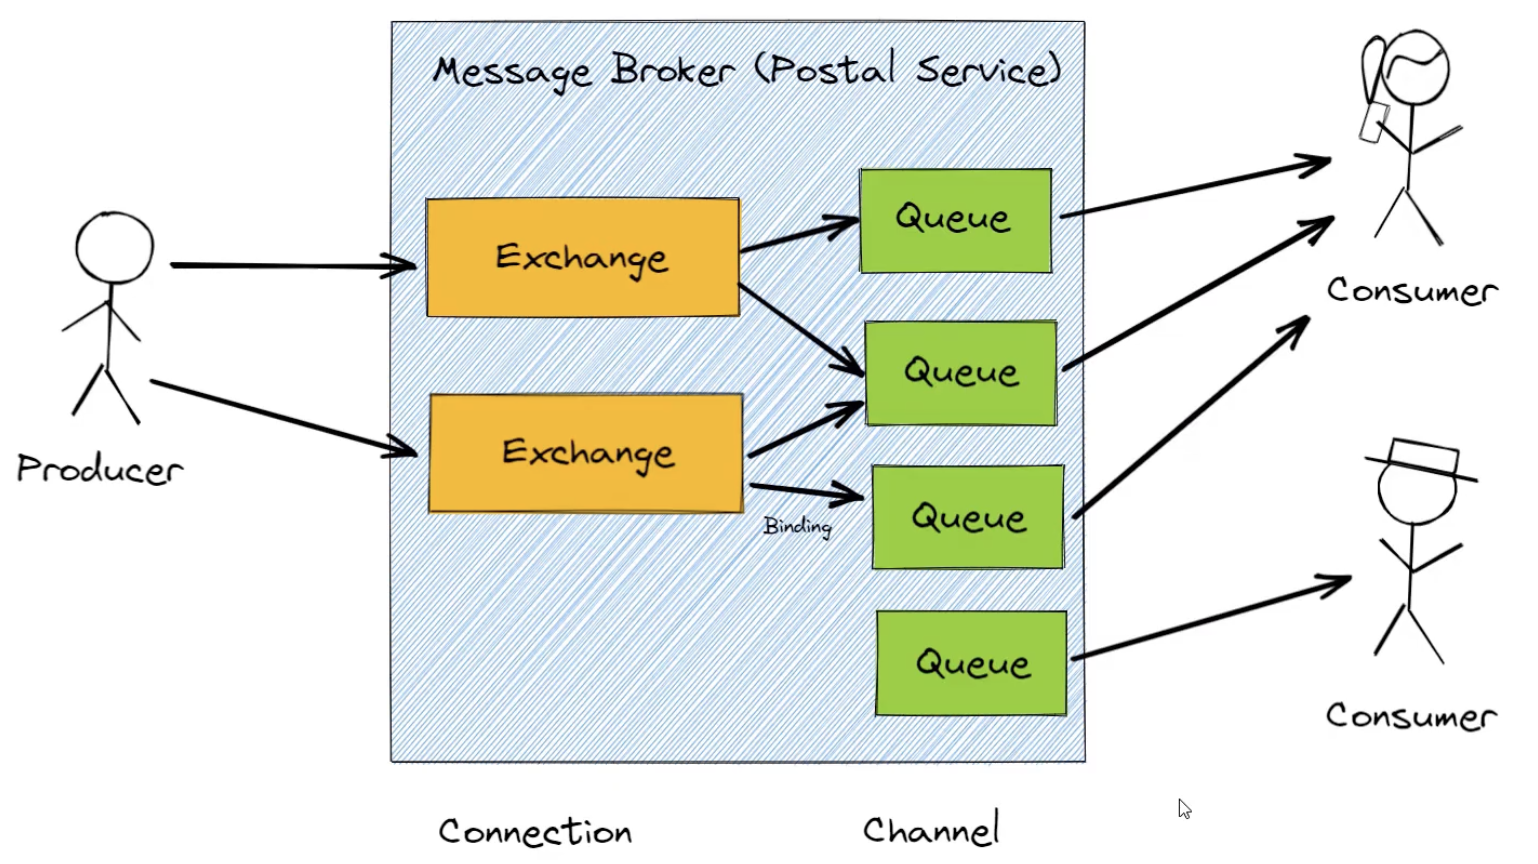 Message Broker (Postal Service)
Exchange
Exchange
Queue
Queue
Queue
Queue
Binding
Producer
Consumer
Consumer
Connection
Channel